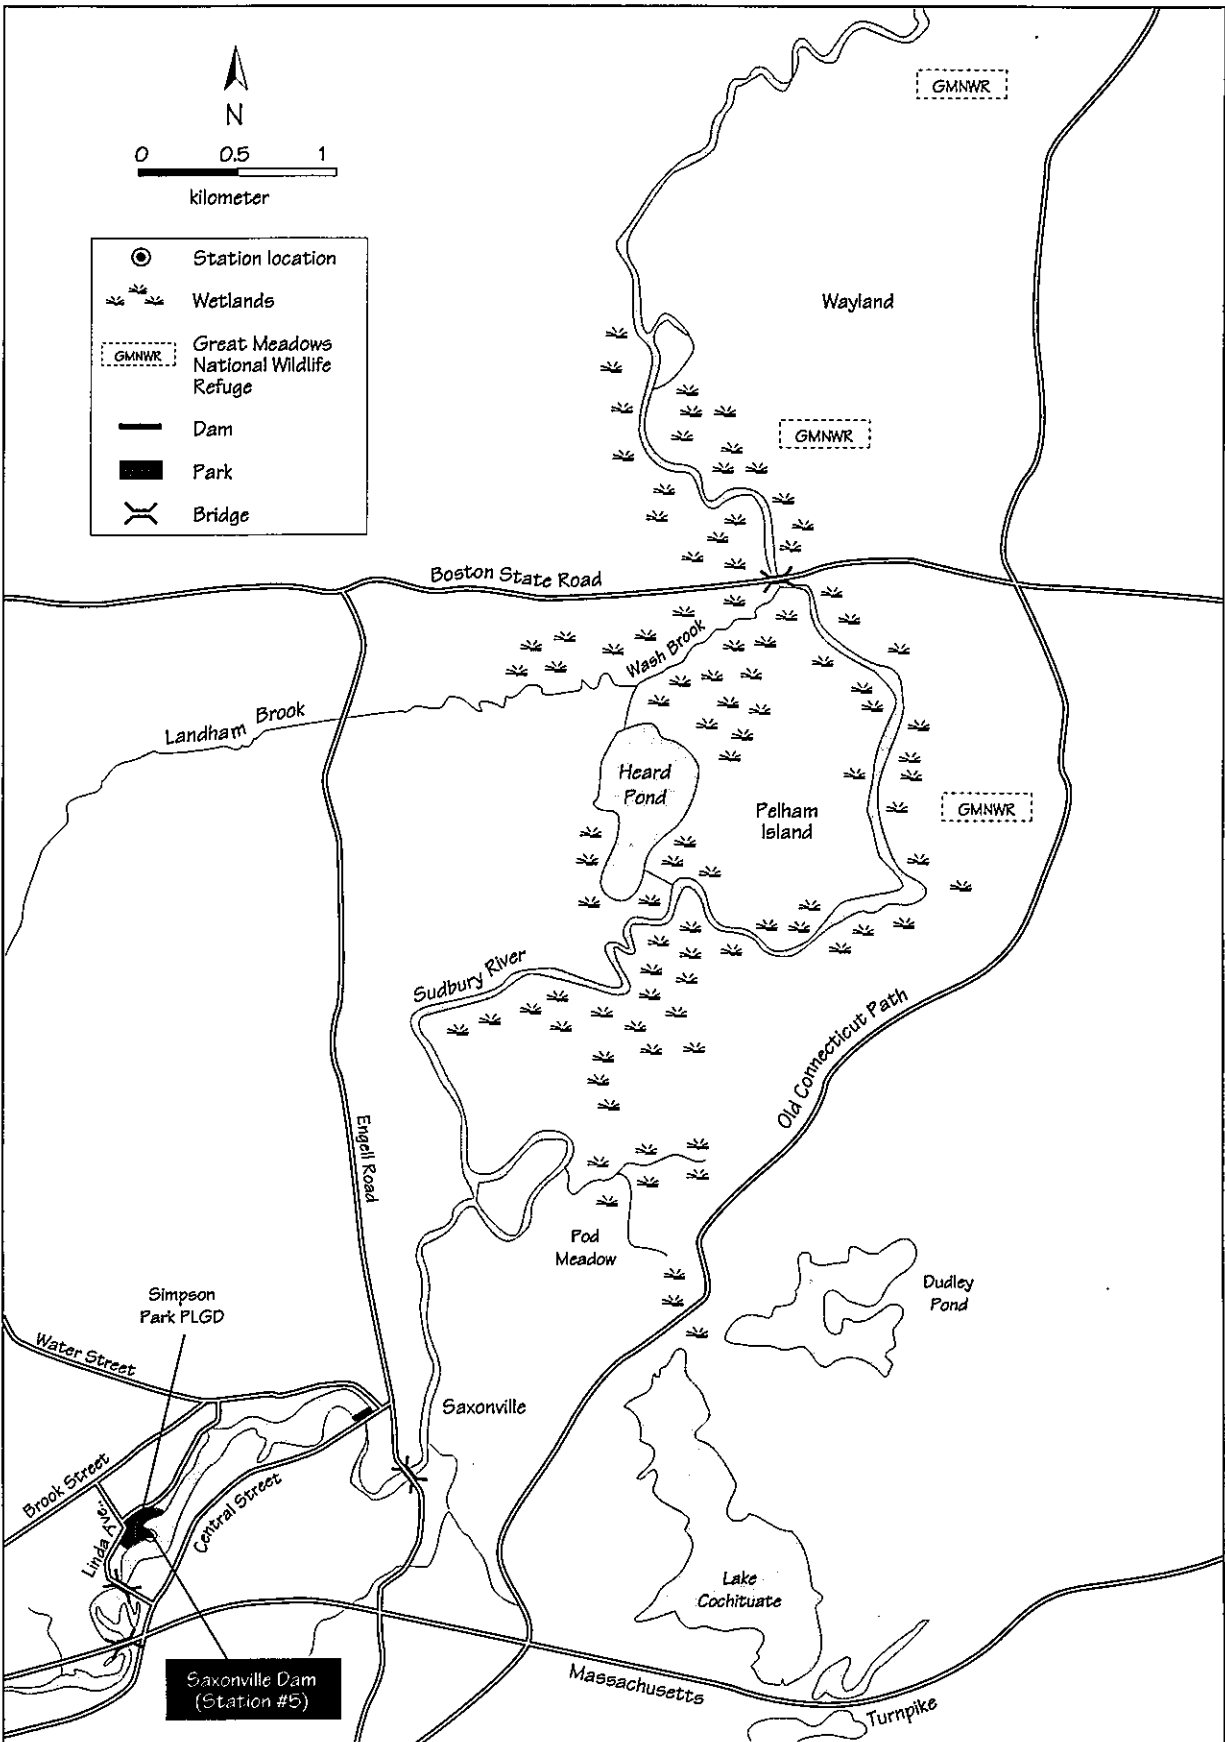 GMNWR
N
0 0.5 1
kilometer
Station location
Wetlands
GMNWR
Great Meadows
National Wildlife
Refuge
Dam
Park
Bridge
Wayland
GMNWR
Boston State Road
Wash Brook
Landham Brook
Heard
Pond
Pelham
Island
GMNWR
Sudbury River
Old Connecticut Path
Engell Road
Pod
Meadow
Dudley
Pond
Simpson
Park PLGD
Water Street
Saxonville
Brook Street
Central Street
Linda Ave.
Lake
Cochituate
Saxonville Dam
(Station #5)
Massachusetts
Turnpike